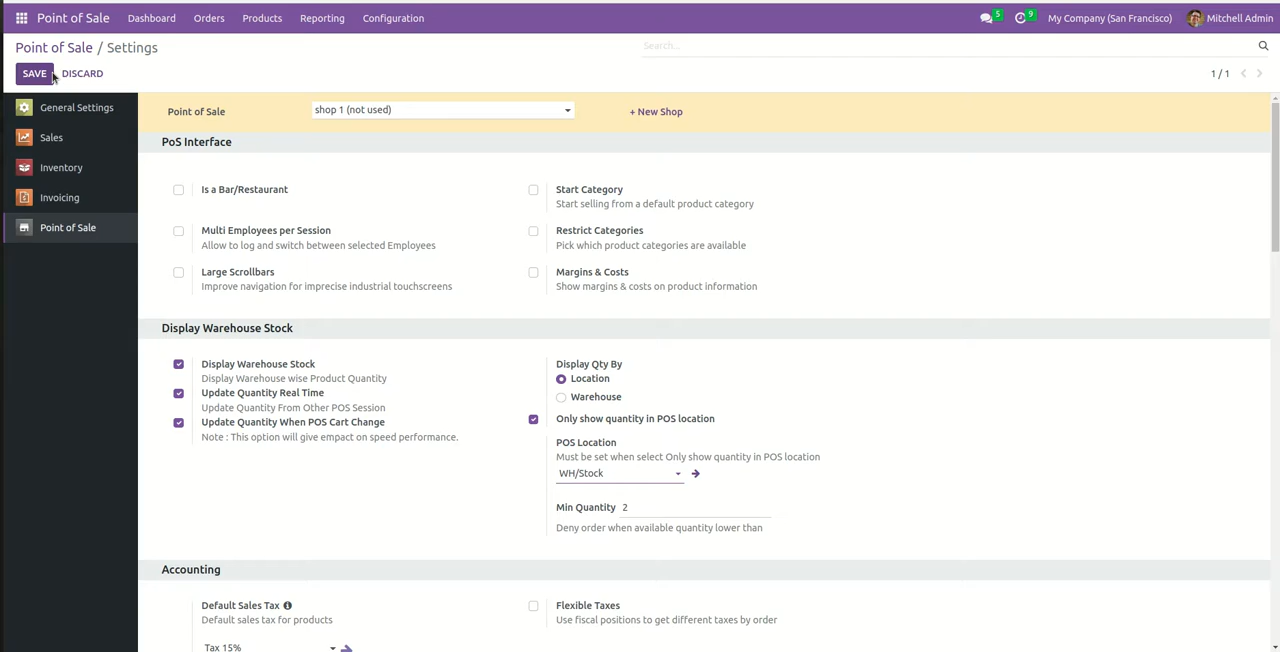 Point of Sale Dashboard Orders Products Reporting Configuration 5 9 My Company (San Francisco) Mitchell Admin
Point of Sale / Settings Search...
SAVE DISCARD 1 / 1
General Settings
Sales
Inventory
Invoicing
Point of Sale
Point of Sale shop 1 (not used) + New Shop
PoS Interface
Is a Bar/Restaurant
Start Category
Start selling from a default product category
Multi Employees per Session
Allow to log and switch between selected Employees
Restrict Categories
Pick which product categories are available
Large Scrollbars
Improve navigation for imprecise industrial touchscreens
Margins & Costs
Show margins & costs on product information
Display Warehouse Stock
Display Warehouse Stock
Display Warehouse wise Product Quantity
Update Quantity Real Time
Update Quantity From Other POS Session
Update Quantity When POS Cart Change
Note : This option will give empact on speed performance.
Display Qty By
Location
Warehouse
Only show quantity in POS location
POS Location
Must be set when select Only show quantity in POS location
WH/Stock
Min Quantity 2
Deny order when available quantity lower than
Accounting
Default Sales Tax
Default sales tax for products
Tax 15%
Flexible Taxes
Use fiscal positions to get different taxes by order